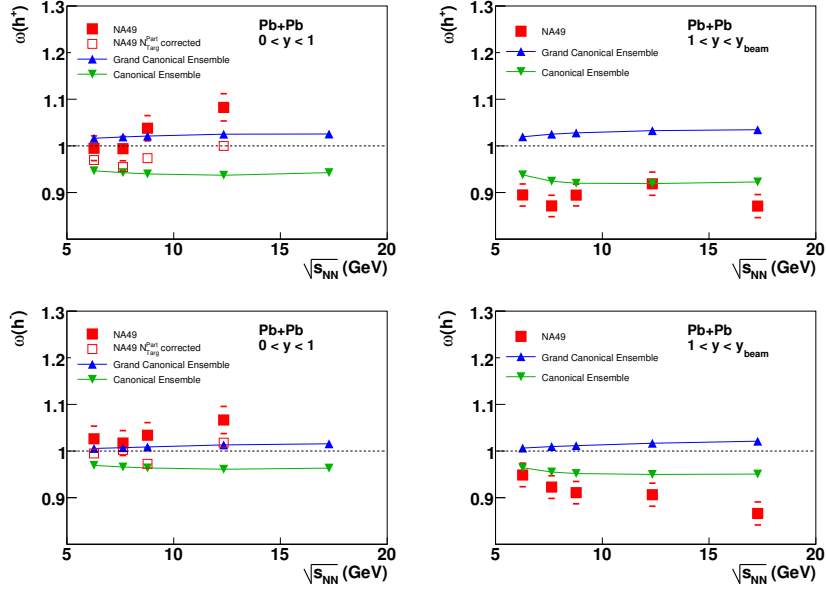 ω(h⁺)
1.3
1.2
1.1
1
0.9
NA49
NA49 N^Part_Targ corrected
Grand Canonical Ensemble
Canonical Ensemble
Pb+Pb
0 < y < 1
5 10 15 20
√s_NN (GeV)
ω(h⁺)
1.3
1.2
1.1
1
0.9
NA49
Grand Canonical Ensemble
Canonical Ensemble
Pb+Pb
1 < y < y_beam
5 10 15 20
√s_NN (GeV)
ω(h⁻)
1.3
1.2
1.1
1
0.9
NA49
NA49 N^Part_Targ corrected
Grand Canonical Ensemble
Canonical Ensemble
Pb+Pb
0 < y < 1
5 10 15 20
√s_NN (GeV)
ω(h⁻)
1.3
1.2
1.1
1
0.9
NA49
Grand Canonical Ensemble
Canonical Ensemble
Pb+Pb
1 < y < y_beam
5 10 15 20
√s_NN (GeV)